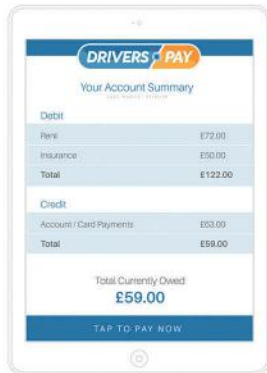 DRIVERS PAY
Your Account Summary
Debit
Rent £72.00
Insurance £50.00
Total £122.00
Credit
Account / Card Payments £63.00
Total £59.00
Total Currently Owed
£59.00
TAP TO PAY NOW